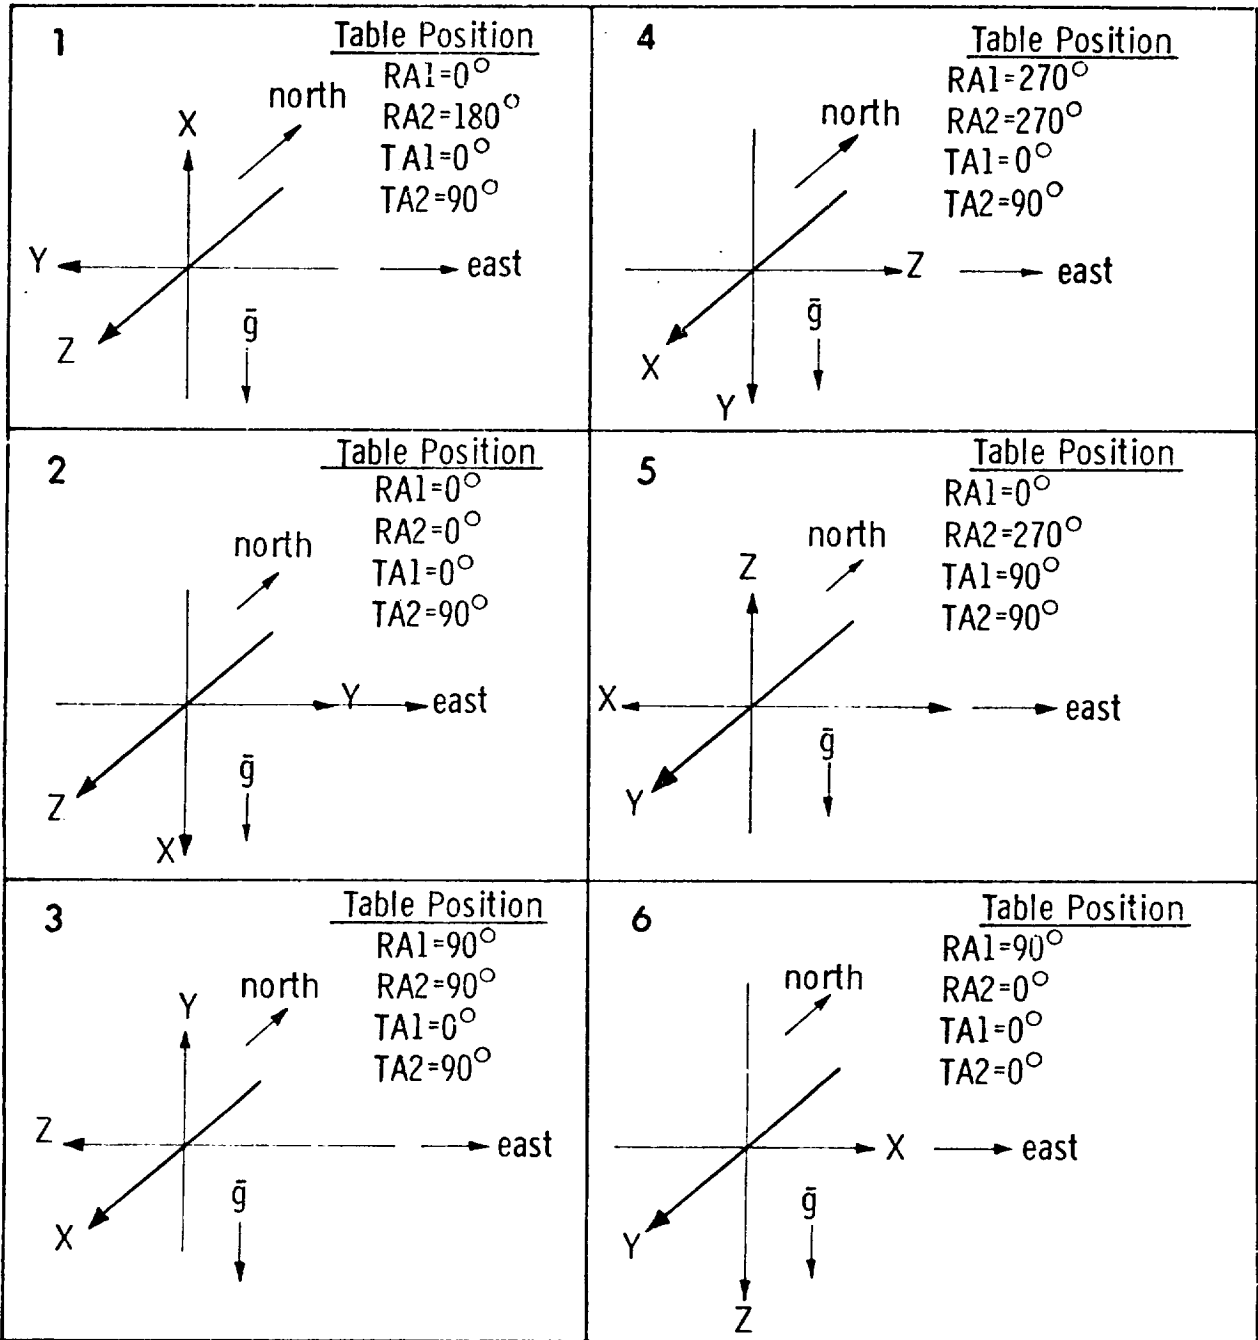 1
Table Position
RA1=0°
RA2=180°
TA1=0°
TA2=90°
north
X
Y
east
Z
ḡ
4
Table Position
RA1=270°
RA2=270°
TA1=0°
TA2=90°
north
Z
east
X
Y
ḡ
2
Table Position
RA1=0°
RA2=0°
TA1=0°
TA2=90°
north
Y
east
Z
X
ḡ
5
Table Position
RA1=0°
RA2=270°
TA1=90°
TA2=90°
north
Z
X
east
Y
ḡ
3
Table Position
RA1=90°
RA2=90°
TA1=0°
TA2=90°
north
Y
Z
east
X
ḡ
6
Table Position
RA1=90°
RA2=0°
TA1=0°
TA2=0°
north
X
east
Y
Z
ḡ